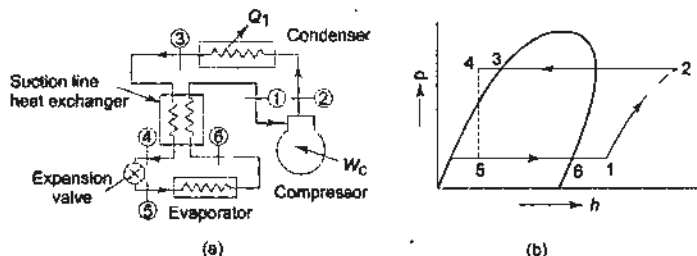 Q1
Condenser
③
Suction line
heat exchanger
① ②
④ ⑥
Expansion
valve
⑤
Evaporator
WC
Compressor
(a)
p
4 3 2
5 6 1
h
(b)